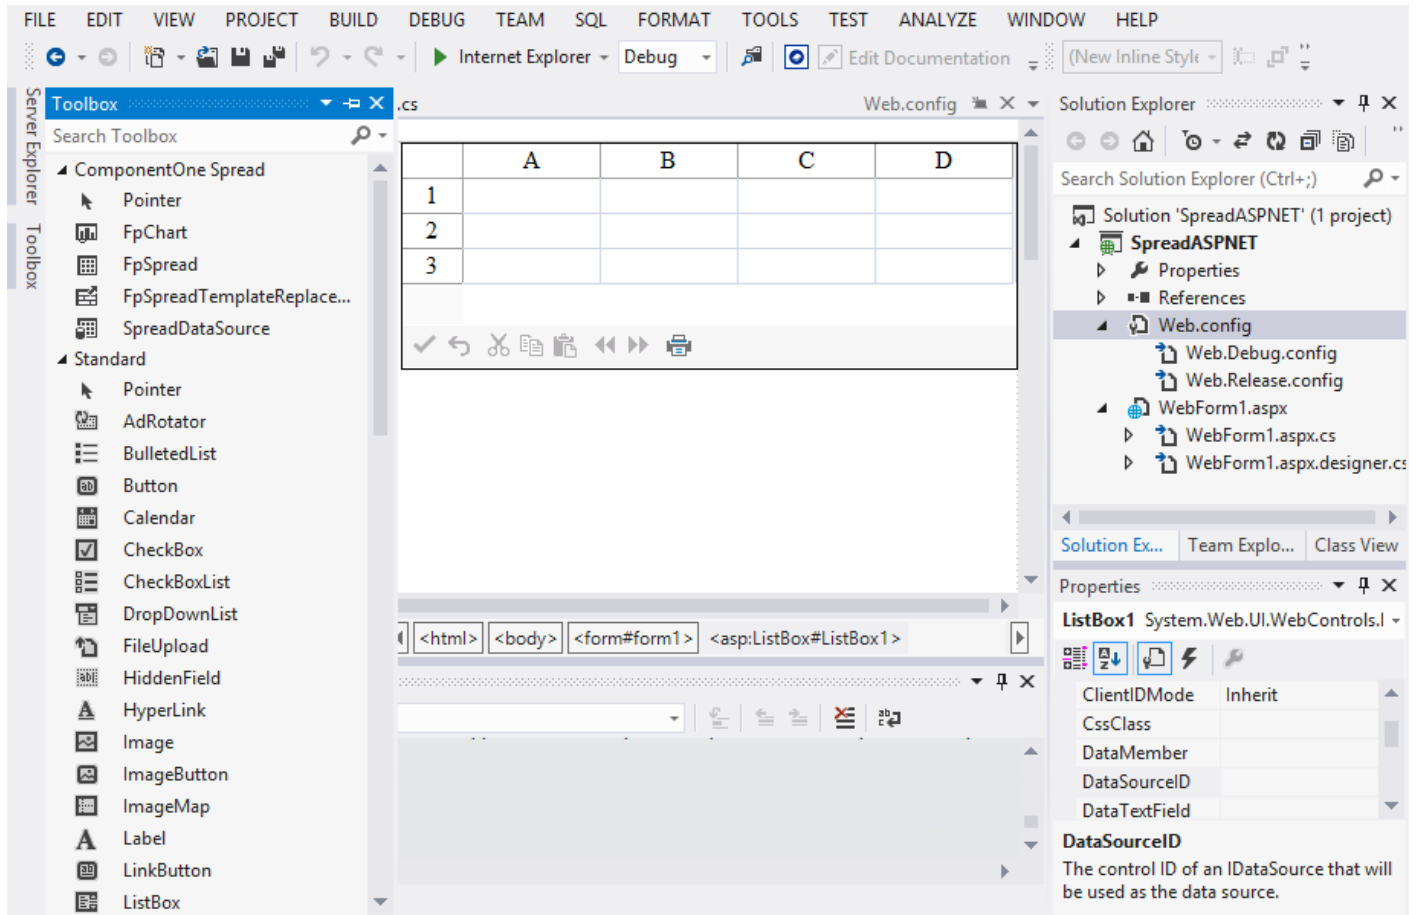 FILE EDIT VIEW PROJECT BUILD DEBUG TEAM SQL FORMAT TOOLS TEST ANALYZE WINDOW HELP
Internet Explorer Debug Edit Documentation (New Inline Style
Server Explorer
Toolbox
Toolbox
Search Toolbox
ComponentOne Spread
Pointer
FpChart
FpSpread
FpSpreadTemplateReplace...
SpreadDataSource
Standard
Pointer
AdRotator
BulletedList
Button
Calendar
CheckBox
CheckBoxList
DropDownList
FileUpload
HiddenField
HyperLink
Image
ImageButton
ImageMap
Label
LinkButton
ListBox
.cs Web.config
A B C D
1
2
3
<html> <body> <form#form1> <asp:ListBox#ListBox1>
Solution Explorer
Search Solution Explorer (Ctrl+;)
Solution 'SpreadASPNET' (1 project)
SpreadASPNET
Properties
References
Web.config
Web.Debug.config
Web.Release.config
WebForm1.aspx
WebForm1.aspx.cs
WebForm1.aspx.designer.cs
Solution Ex... Team Explo... Class View
Properties
ListBox1 System.Web.UI.WebControls.l
ClientIDMode Inherit
CssClass
DataMember
DataSourceID
DataTextField
DataSourceID
The control ID of an IDataSource that will
be used as the data source.